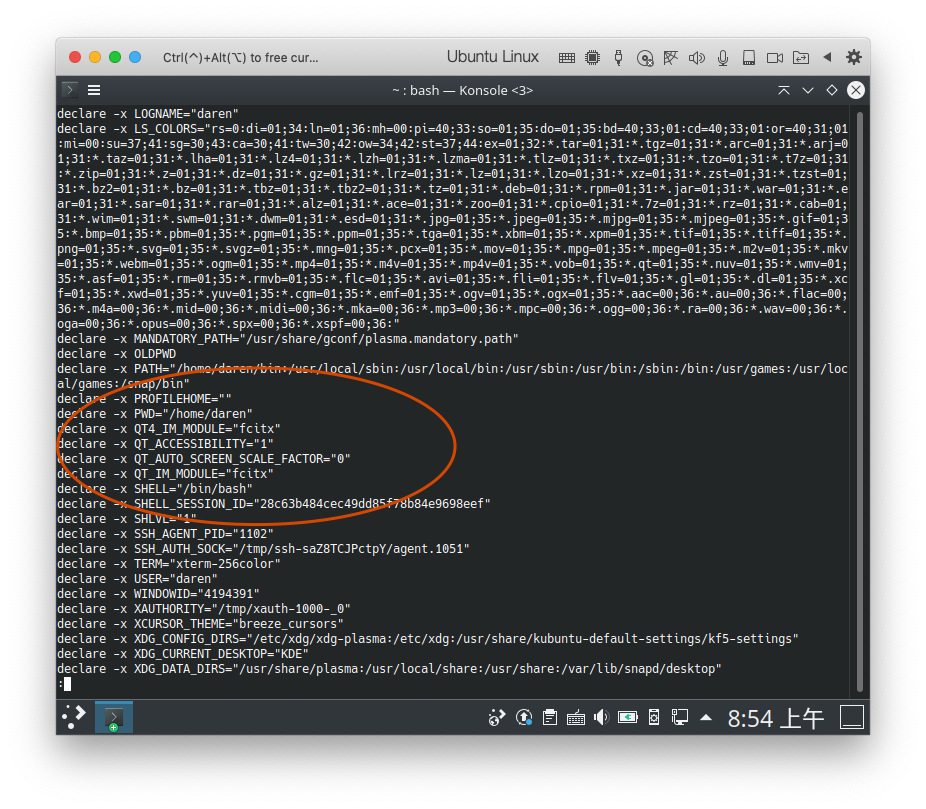 Ctrl(^)+Alt(⌥) to free cur...
Ubuntu Linux
~ : bash — Konsole <3>
declare -x LOGNAME="daren"
declare -x LS_COLORS="rs=0:di=01;34:ln=01;36:mh=00:pi=40;33:so=01;35:do=01;35:bd=40;33;01:cd=40;33;01:or=40;31;01
:mi=00:su=37;41:sg=30;43:ca=30;41:tw=30;42:ow=34;42:st=37;44:ex=01;32:*.tar=01;31:*.tgz=01;31:*.arc=01;31:*.arj=0
1;31:*.taz=01;31:*.lha=01;31:*.lz4=01;31:*.lzh=01;31:*.lzma=01;31:*.tlz=01;31:*.txz=01;31:*.tzo=01;31:*.t7z=01;31
:*.zip=01;31:*.z=01;31:*.dz=01;31:*.gz=01;31:*.lrz=01;31:*.lz=01;31:*.lzo=01;31:*.xz=01;31:*.zst=01;31:*.tzst=01;
31:*.bz2=01;31:*.bz=01;31:*.tbz=01;31:*.tbz2=01;31:*.tz=01;31:*.deb=01;31:*.rpm=01;31:*.jar=01;31:*.war=01;31:*.e
ar=01;31:*.sar=01;31:*.rar=01;31:*.alz=01;31:*.ace=01;31:*.zoo=01;31:*.cpio=01;31:*.7z=01;31:*.rz=01;31:*.cab=01;
31:*.wim=01;31:*.swm=01;31:*.dwm=01;31:*.esd=01;31:*.jpg=01;35:*.jpeg=01;35:*.mjpg=01;35:*.mjpeg=01;35:*.gif=01;3
5:*.bmp=01;35:*.pbm=01;35:*.pgm=01;35:*.ppm=01;35:*.tga=01;35:*.xbm=01;35:*.xpm=01;35:*.tif=01;35:*.tiff=01;35:*.
png=01;35:*.svg=01;35:*.svgz=01;35:*.mng=01;35:*.pcx=01;35:*.mov=01;35:*.mpg=01;35:*.mpeg=01;35:*.m2v=01;35:*.mkv
=01;35:*.webm=01;35:*.ogm=01;35:*.mp4=01;35:*.m4v=01;35:*.mp4v=01;35:*.vob=01;35:*.qt=01;35:*.nuv=01;35:*.wmv=01;
35:*.asf=01;35:*.rm=01;35:*.rmvb=01;35:*.flc=01;35:*.avi=01;35:*.fli=01;35:*.flv=01;35:*.gl=01;35:*.dl=01;35:*.xc
f=01;35:*.xwd=01;35:*.yuv=01;35:*.cgm=01;35:*.emf=01;35:*.ogv=01;35:*.ogx=01;35:*.aac=00;36:*.au=00;36:*.flac=00;
36:*.m4a=00;36:*.mid=00;36:*.midi=00;36:*.mka=00;36:*.mp3=00;36:*.mpc=00;36:*.ogg=00;36:*.ra=00;36:*.wav=00;36:*.
oga=00;36:*.opus=00;36:*.spx=00;36:*.xspf=00;36:"
declare -x MANDATORY_PATH="/usr/share/gconf/plasma.mandatory.path"
declare -x OLDPWD
declare -x PATH="/home/daren/bin:/usr/local/sbin:/usr/local/bin:/usr/sbin:/usr/bin:/sbin:/bin:/usr/games:/usr/loc
al/games:/snap/bin"
declare -x PROFILEHOME=""
declare -x PWD="/home/daren"
declare -x QT4_IM_MODULE="fcitx"
declare -x QT_ACCESSIBILITY="1"
declare -x QT_AUTO_SCREEN_SCALE_FACTOR="0"
declare -x QT_IM_MODULE="fcitx"
declare -x SHELL="/bin/bash"
declare -x SHELL_SESSION_ID="28c63b484cec49dd85f78b84e9698eef"
declare -x SHLVL="1"
declare -x SSH_AGENT_PID="1102"
declare -x SSH_AUTH_SOCK="/tmp/ssh-saZ8TCJPctpY/agent.1051"
declare -x TERM="xterm-256color"
declare -x USER="daren"
declare -x WINDOWID="4194391"
declare -x XAUTHORITY="/tmp/xauth-1000-_0"
declare -x XCURSOR_THEME="breeze_cursors"
declare -x XDG_CONFIG_DIRS="/etc/xdg/xdg-plasma:/etc/xdg:/usr/share/kubuntu-default-settings/kf5-settings"
declare -x XDG_CURRENT_DESKTOP="KDE"
declare -x XDG_DATA_DIRS="/usr/share/plasma:/usr/local/share:/usr/share:/var/lib/snapd/desktop"
:
8:54 上午